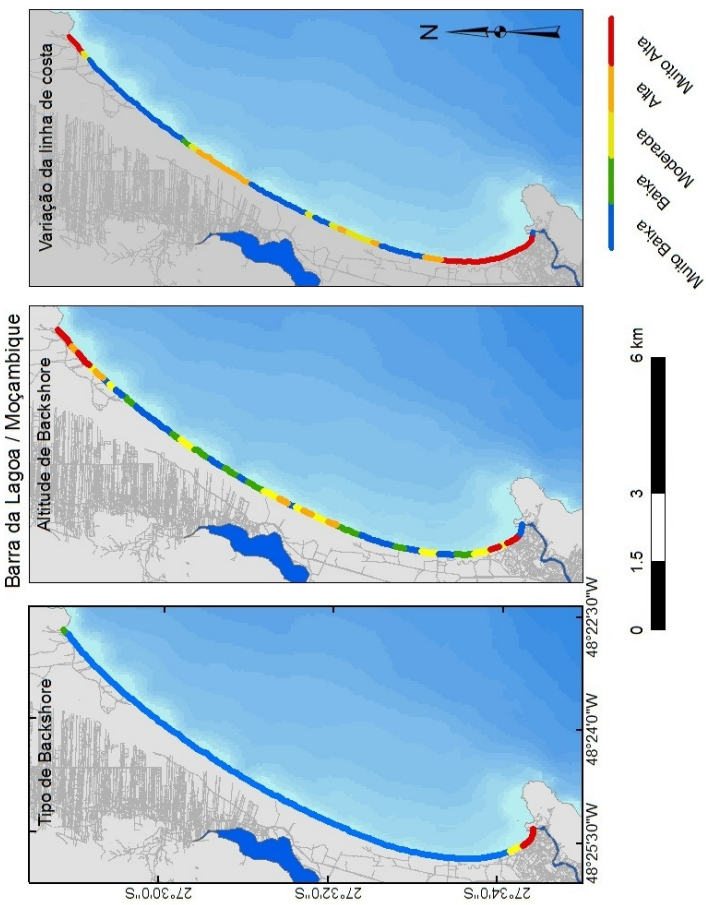 Barra da Lagoa / Moçambique
Tipo de Backshore
Altitude de Backshore
Variação da linha de costa
N
27°30'0"S
27°32'0"S
27°34'0"S
48°25'30"W
48°24'0"W
48°22'30"W
0 1.5 3 6 km
Muito Baixa
Baixa
Moderada
Alta
Muito Alta